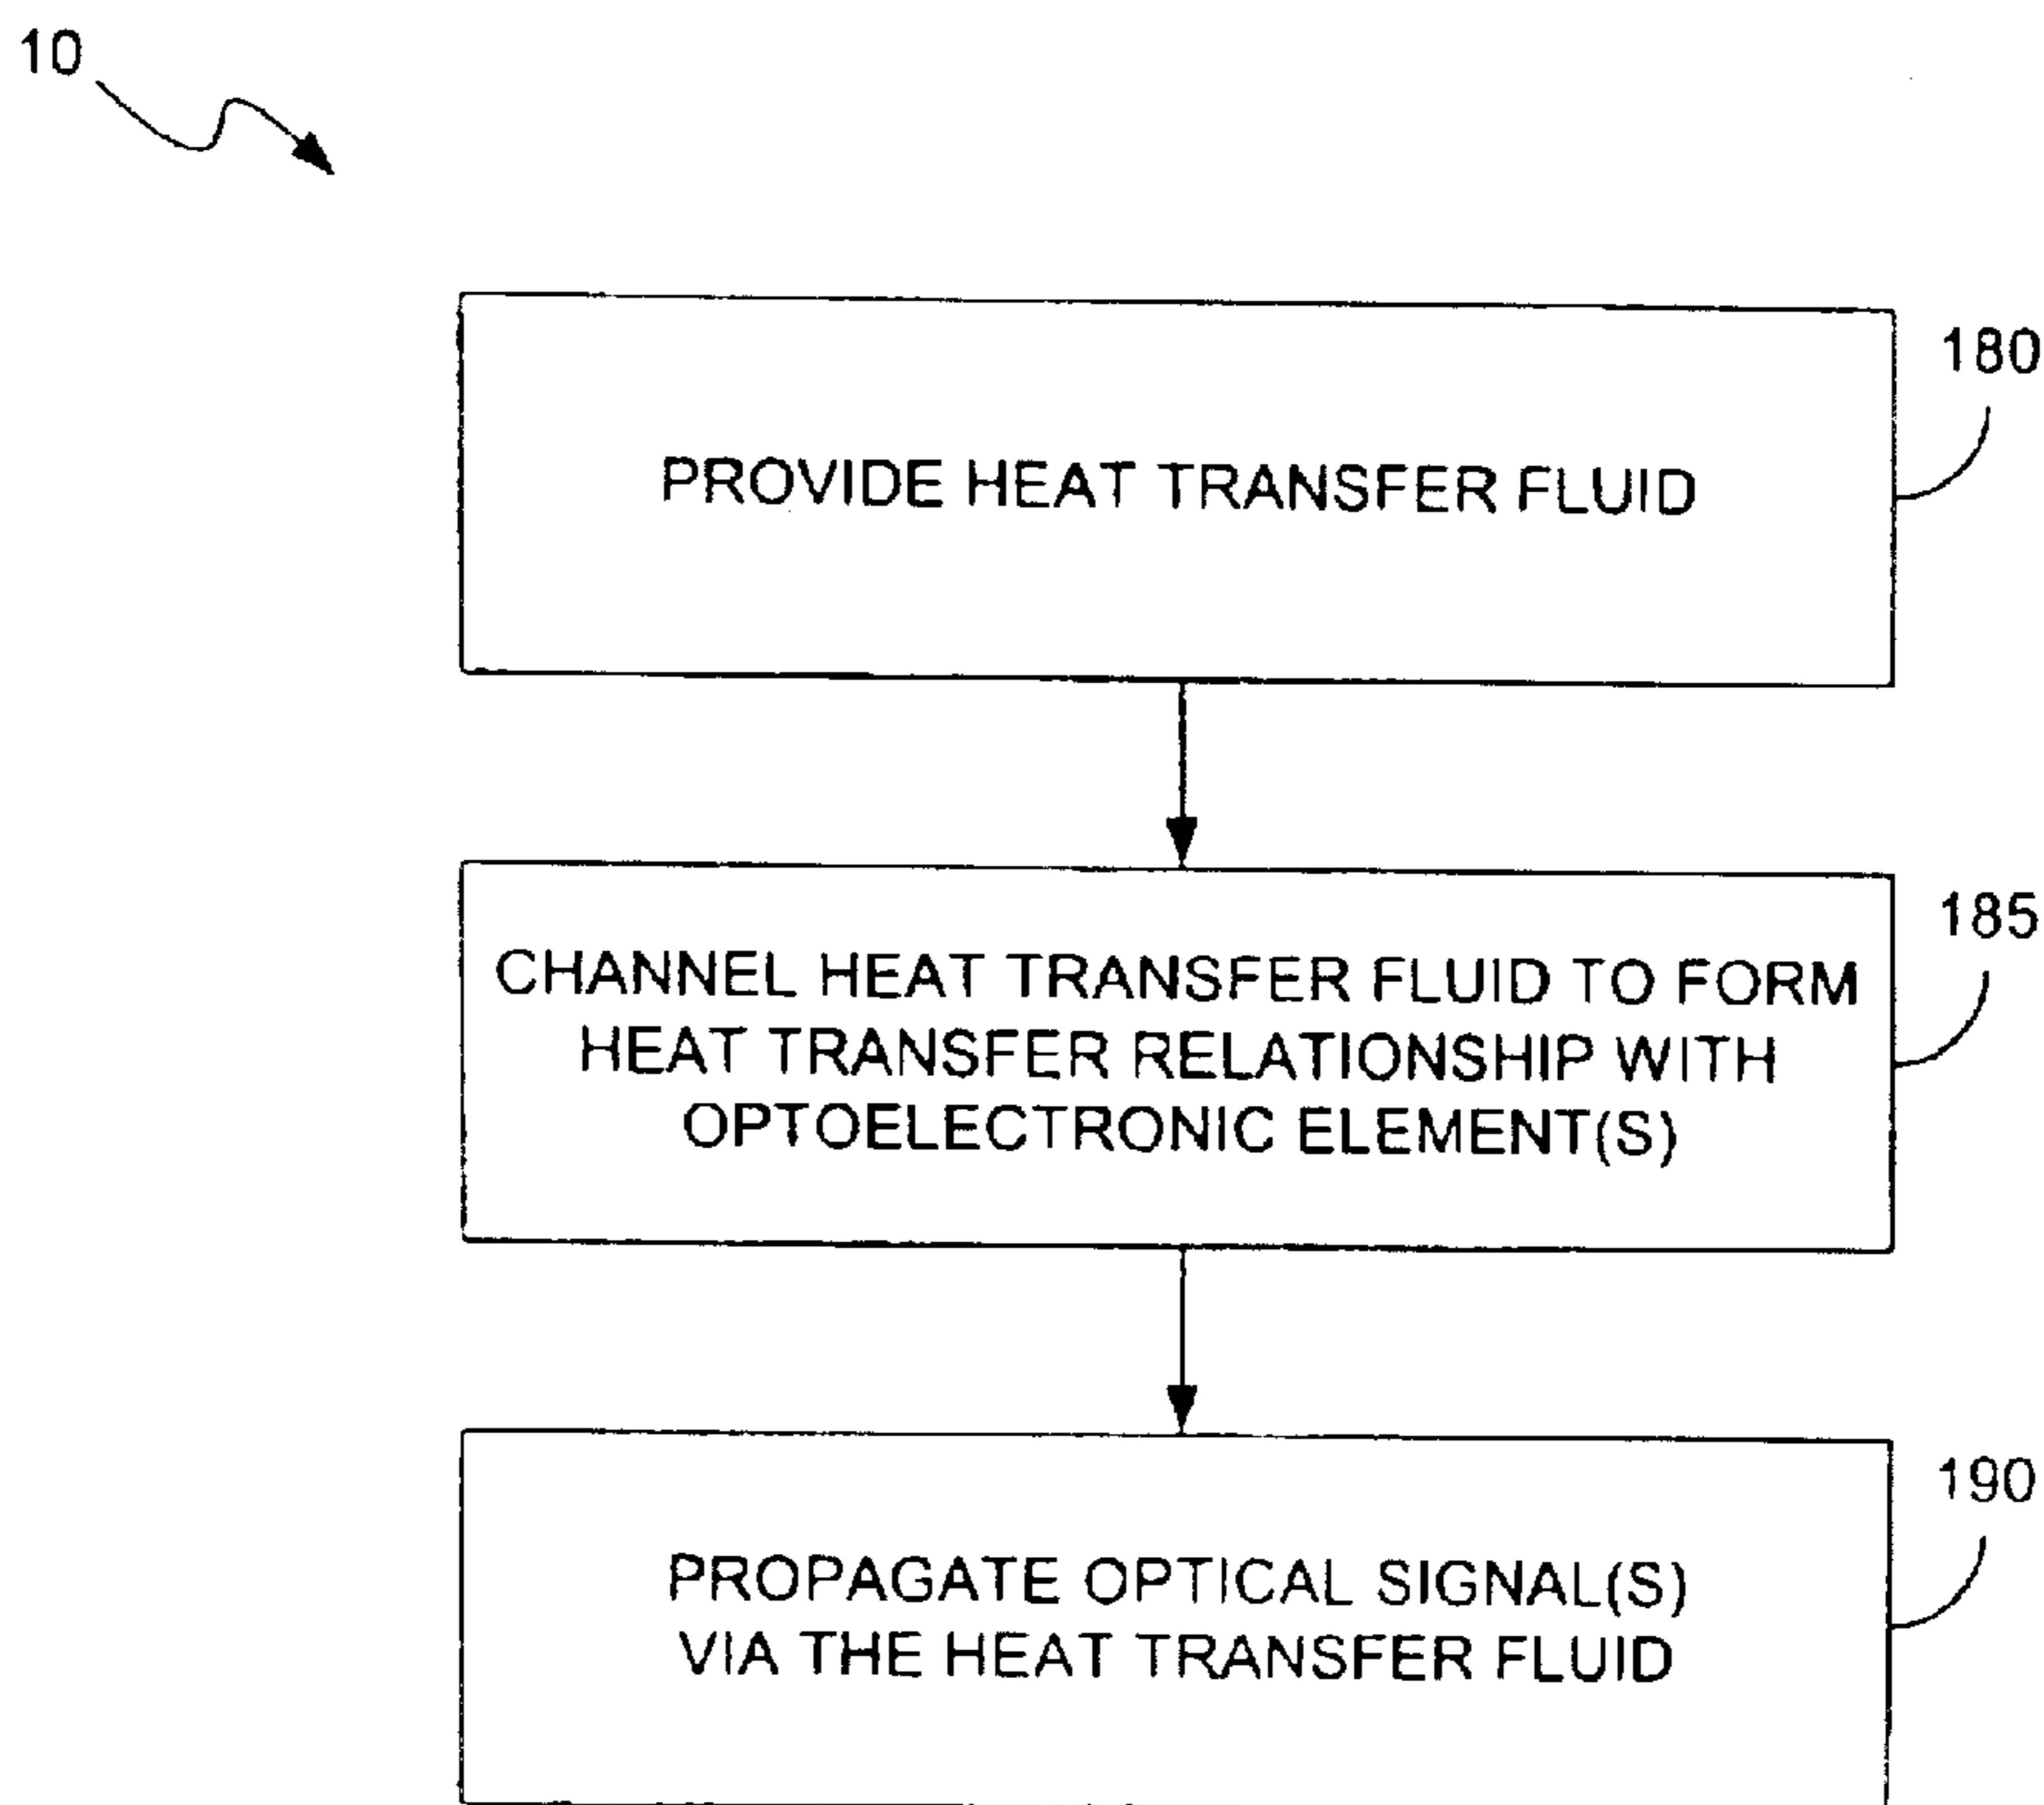 10
180
PROVIDE HEAT TRANSFER FLUID
185
CHANNEL HEAT TRANSFER FLUID TO FORM
HEAT TRANSFER RELATIONSHIP WITH
OPTOELECTRONIC ELEMENT(S)
190
PROPAGATE OPTICAL SIGNAL(S)
VIA THE HEAT TRANSFER FLUID